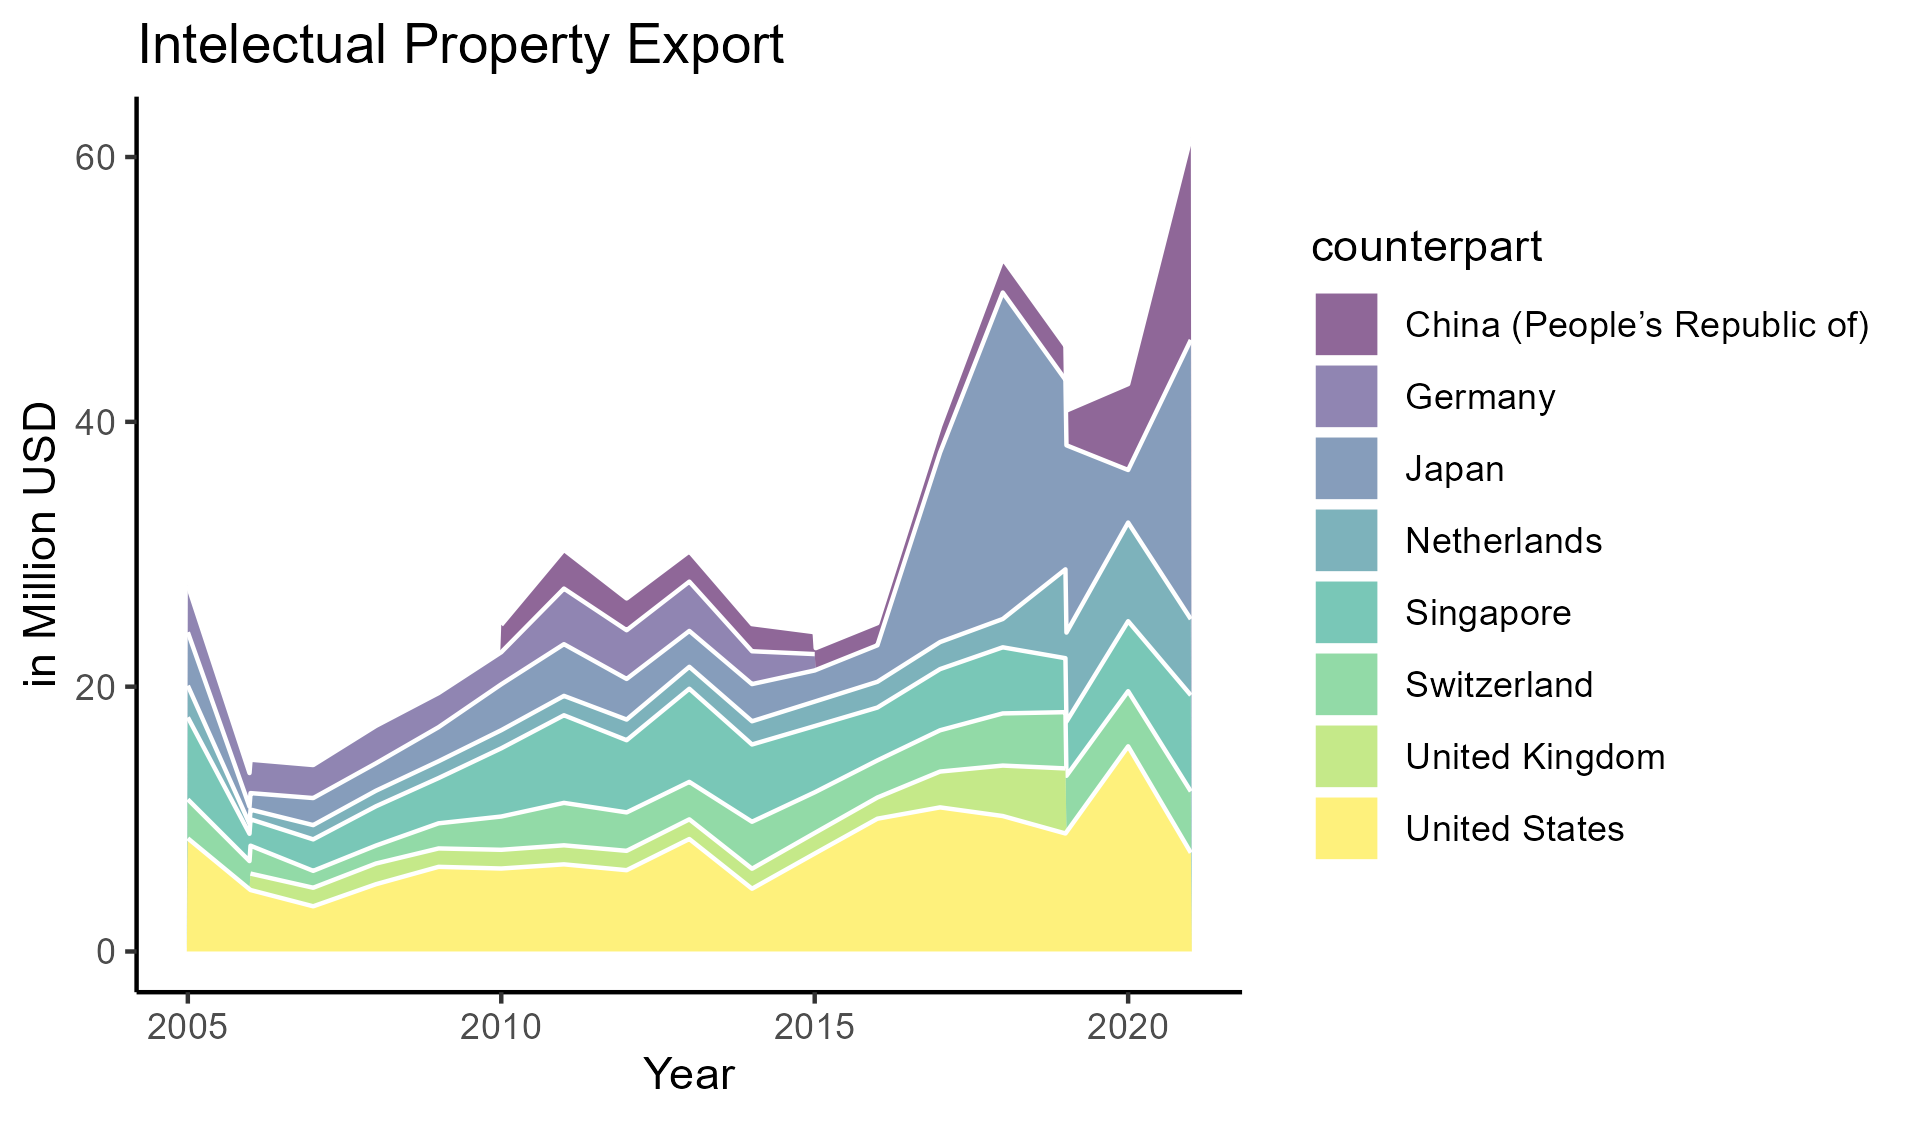 Intelectual Property Export
in Million USD
60
40
20
0
2005
2010
2015
2020
Year
counterpart
China (People’s Republic of)
Germany
Japan
Netherlands
Singapore
Switzerland
United Kingdom
United States